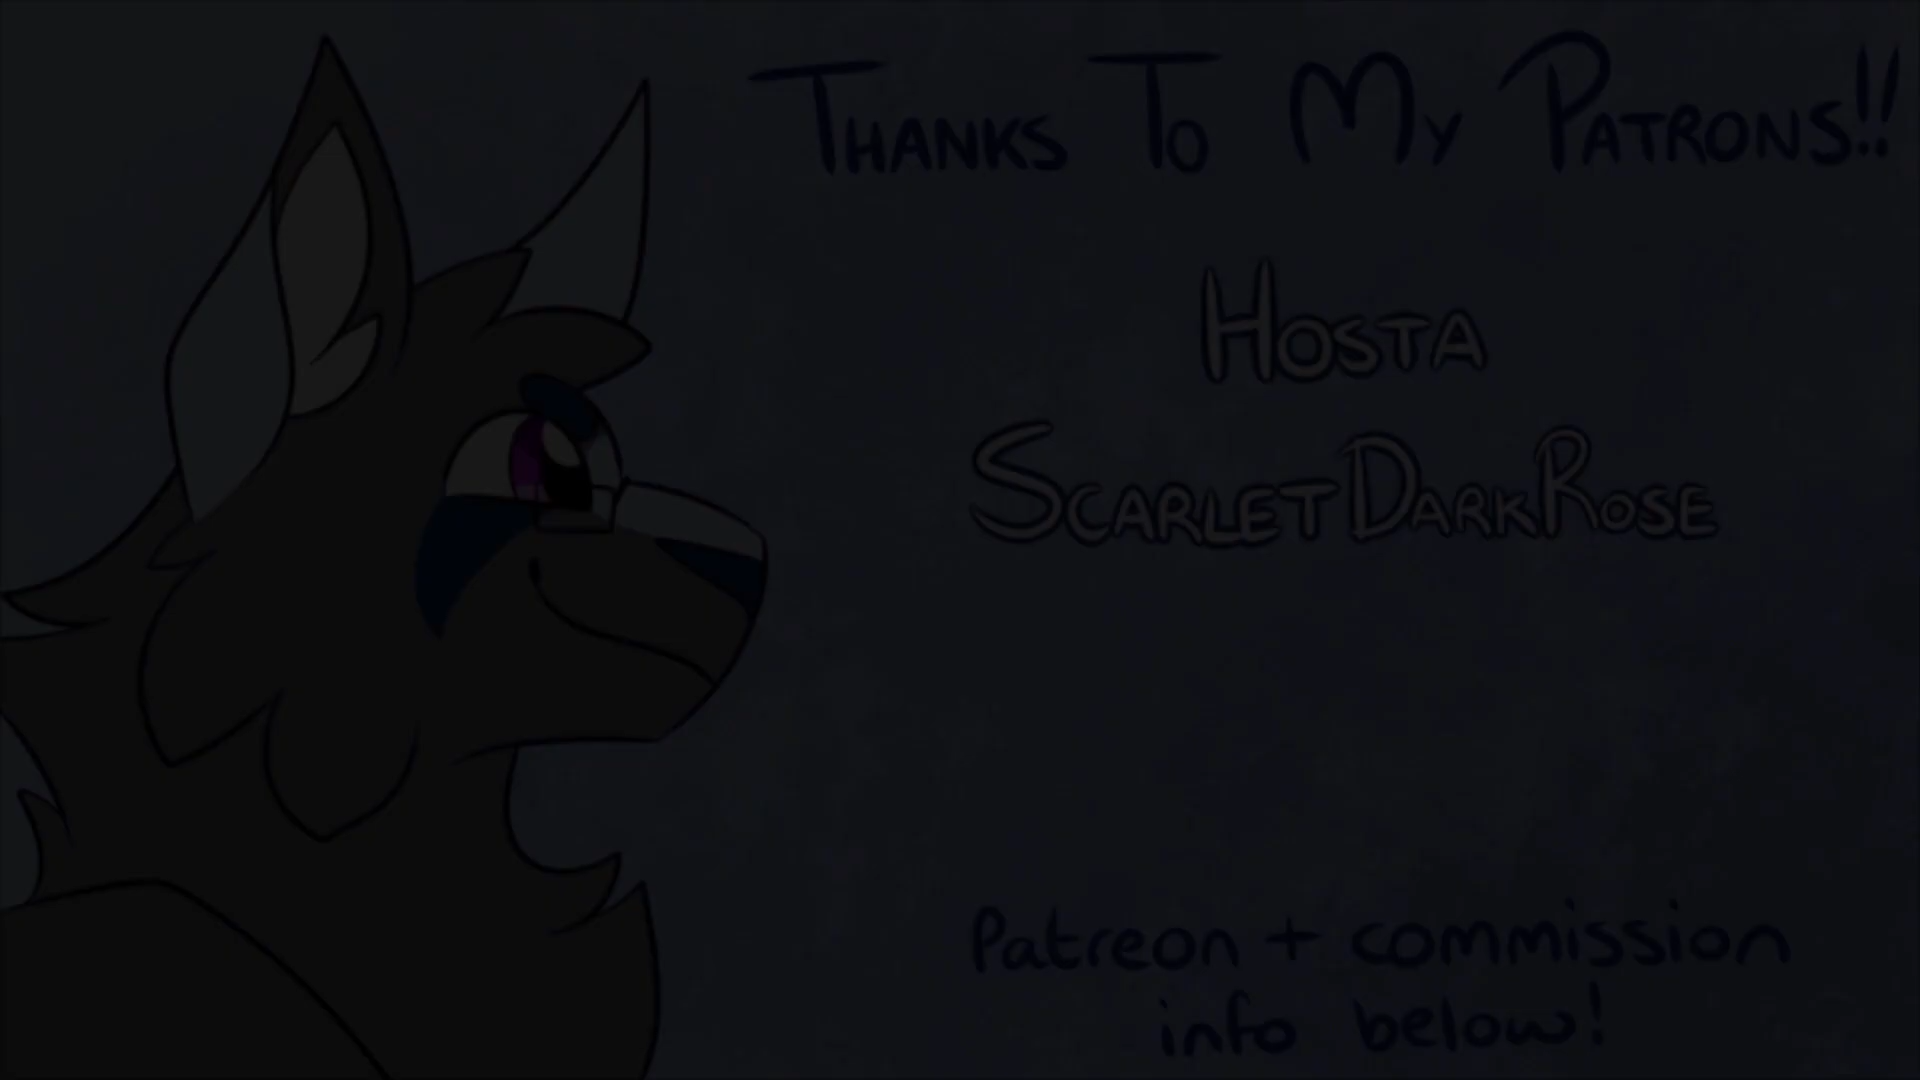 Thanks To My Patrons!!
Hosta
ScarletDarkRose
Patreon + commission
info below!